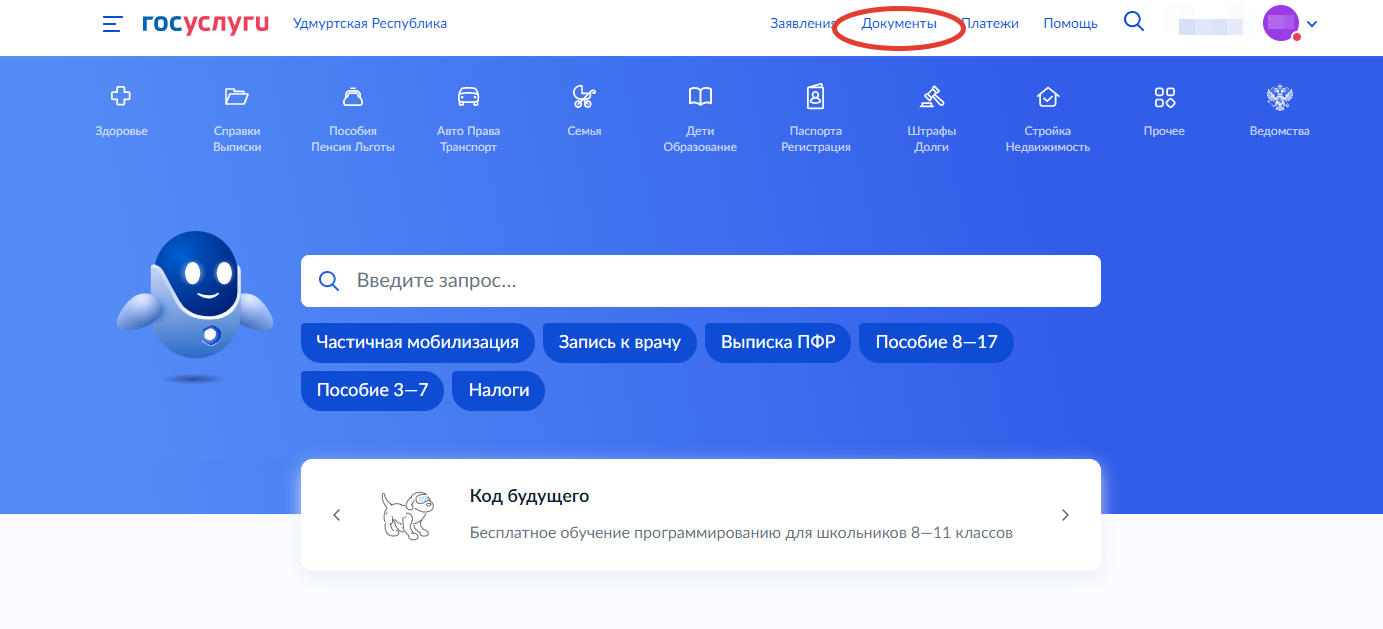 госуслуги Удмуртская Республика Заявления Документы Платежи Помощь
Здоровье Справки Пособия Авто Права Семья Дети Паспорта Штрафы Стройка Прочее Ведомства
Выписки Пенсия Льготы Транспорт Образование Регистрация Долги Недвижимость
Введите запрос...
Частичная мобилизация Запись к врачу Выписка ПФР Пособие 8—17
Пособие 3—7 Налоги
Код будущего
Бесплатное обучение программированию для школьников 8—11 классов